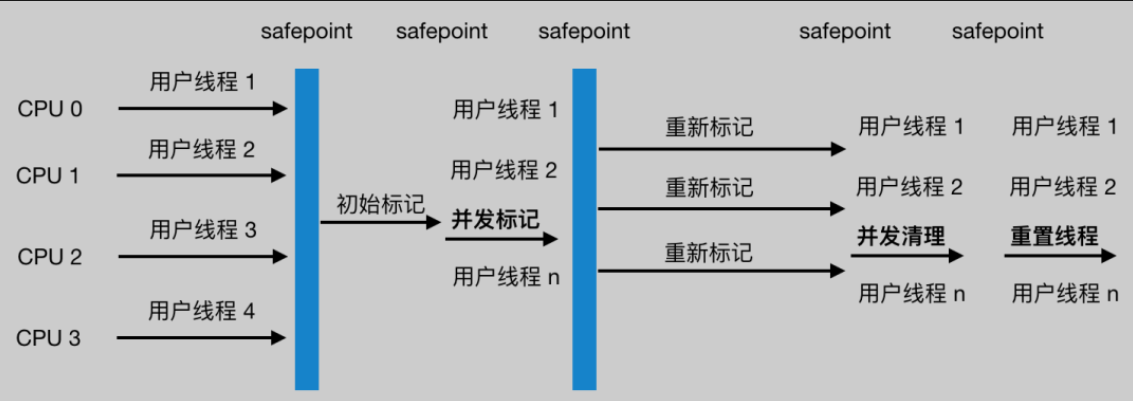 safepoint safepoint safepoint safepoint safepoint
CPU 0
用户线程 1
CPU 1
用户线程 2
CPU 2
用户线程 3
CPU 3
用户线程 4
初始标记
用户线程 1
用户线程 2
并发标记
用户线程 n
重新标记
重新标记
重新标记
用户线程 1
用户线程 2
并发清理
用户线程 n
用户线程 1
用户线程 2
重置线程
用户线程 n